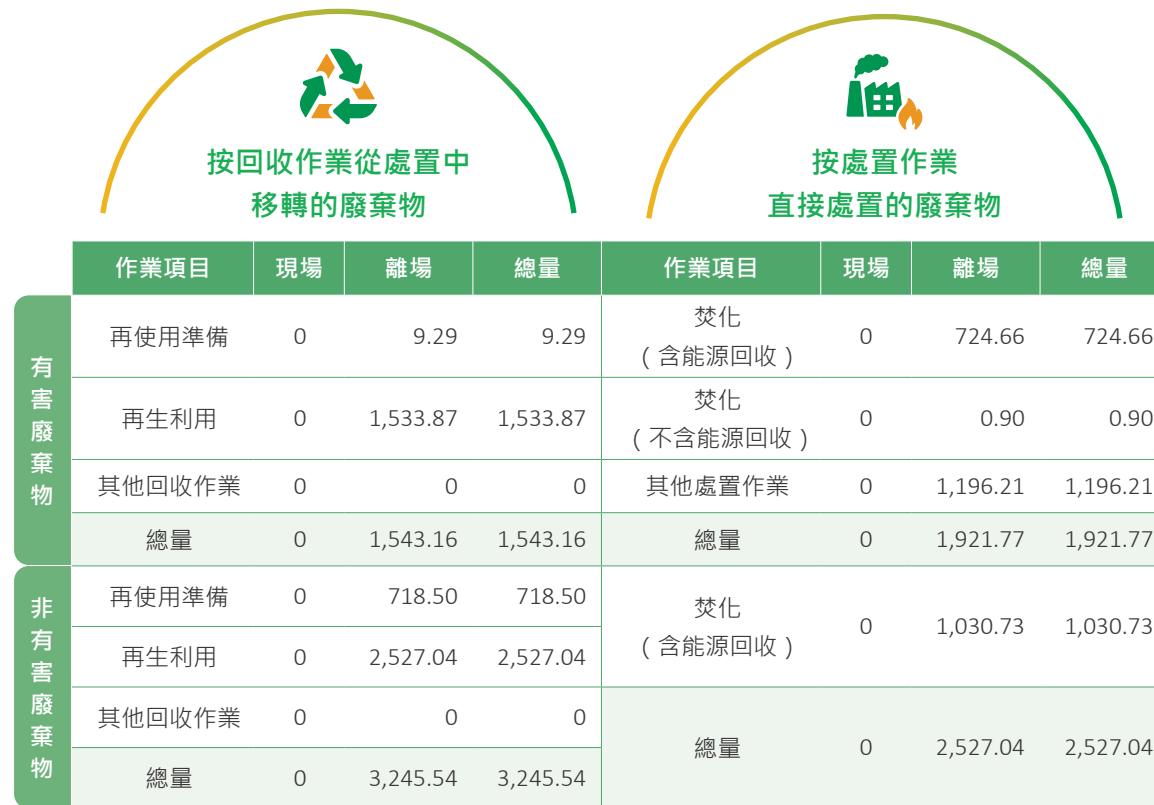 按回收作業從處置中
移轉的廢棄物
按處置作業
直接處置的廢棄物
作業項目 現場 離場 總量 作業項目 現場 離場 總量
有害廢棄物
再使用準備 0 9.29 9.29 焚化(含能源回收) 0 724.66 724.66
再生利用 0 1,533.87 1,533.87 焚化(不含能源回收) 0 0.90 0.90
其他回收作業 0 0 0 其他處置作業 0 1,196.21 1,196.21
總量 0 1,543.16 1,543.16 總量 0 1,921.77 1,921.77
非有害廢棄物
再使用準備 0 718.50 718.50 焚化(含能源回收) 0 1,030.73 1,030.73
再生利用 0 2,527.04 2,527.04
其他回收作業 0 0 0 總量 0 2,527.04 2,527.04
總量 0 3,245.54 3,245.54